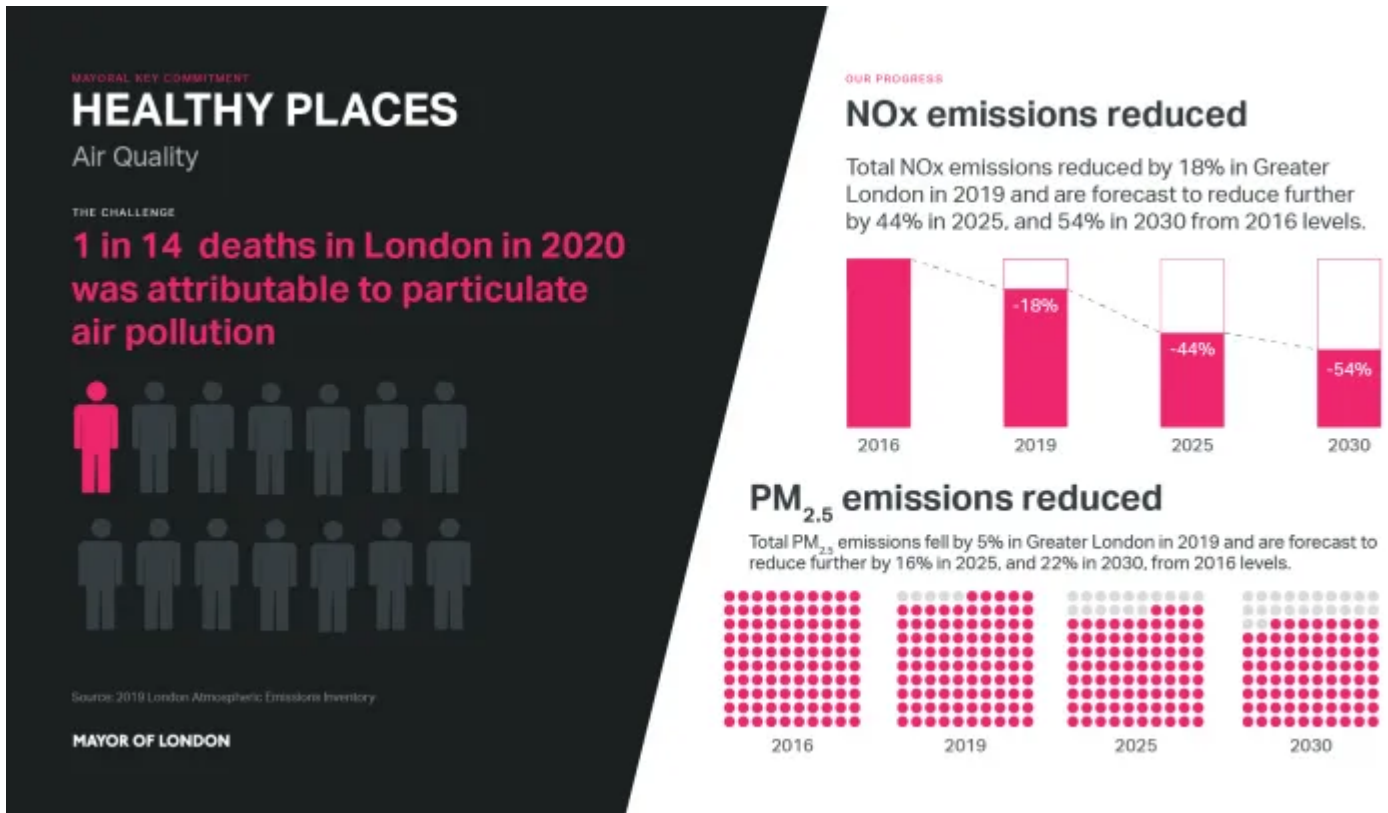 MAYORAL KEY COMMITMENT
HEALTHY PLACES
Air Quality
THE CHALLENGE
1 in 14 deaths in London in 2020
was attributable to particulate
air pollution
Source: 2019 London Atmospheric Emissions Inventory
MAYOR OF LONDON
OUR PROGRESS
NOx emissions reduced
Total NOx emissions reduced by 18% in Greater
London in 2019 and are forecast to reduce further
by 44% in 2025, and 54% in 2030 from 2016 levels.
-18%
-44%
-54%
2016 2019 2025 2030
PM2.5 emissions reduced
Total PM2.5 emissions fell by 5% in Greater London in 2019 and are forecast to
reduce further by 16% in 2025, and 22% in 2030, from 2016 levels.
2016 2019 2025 2030